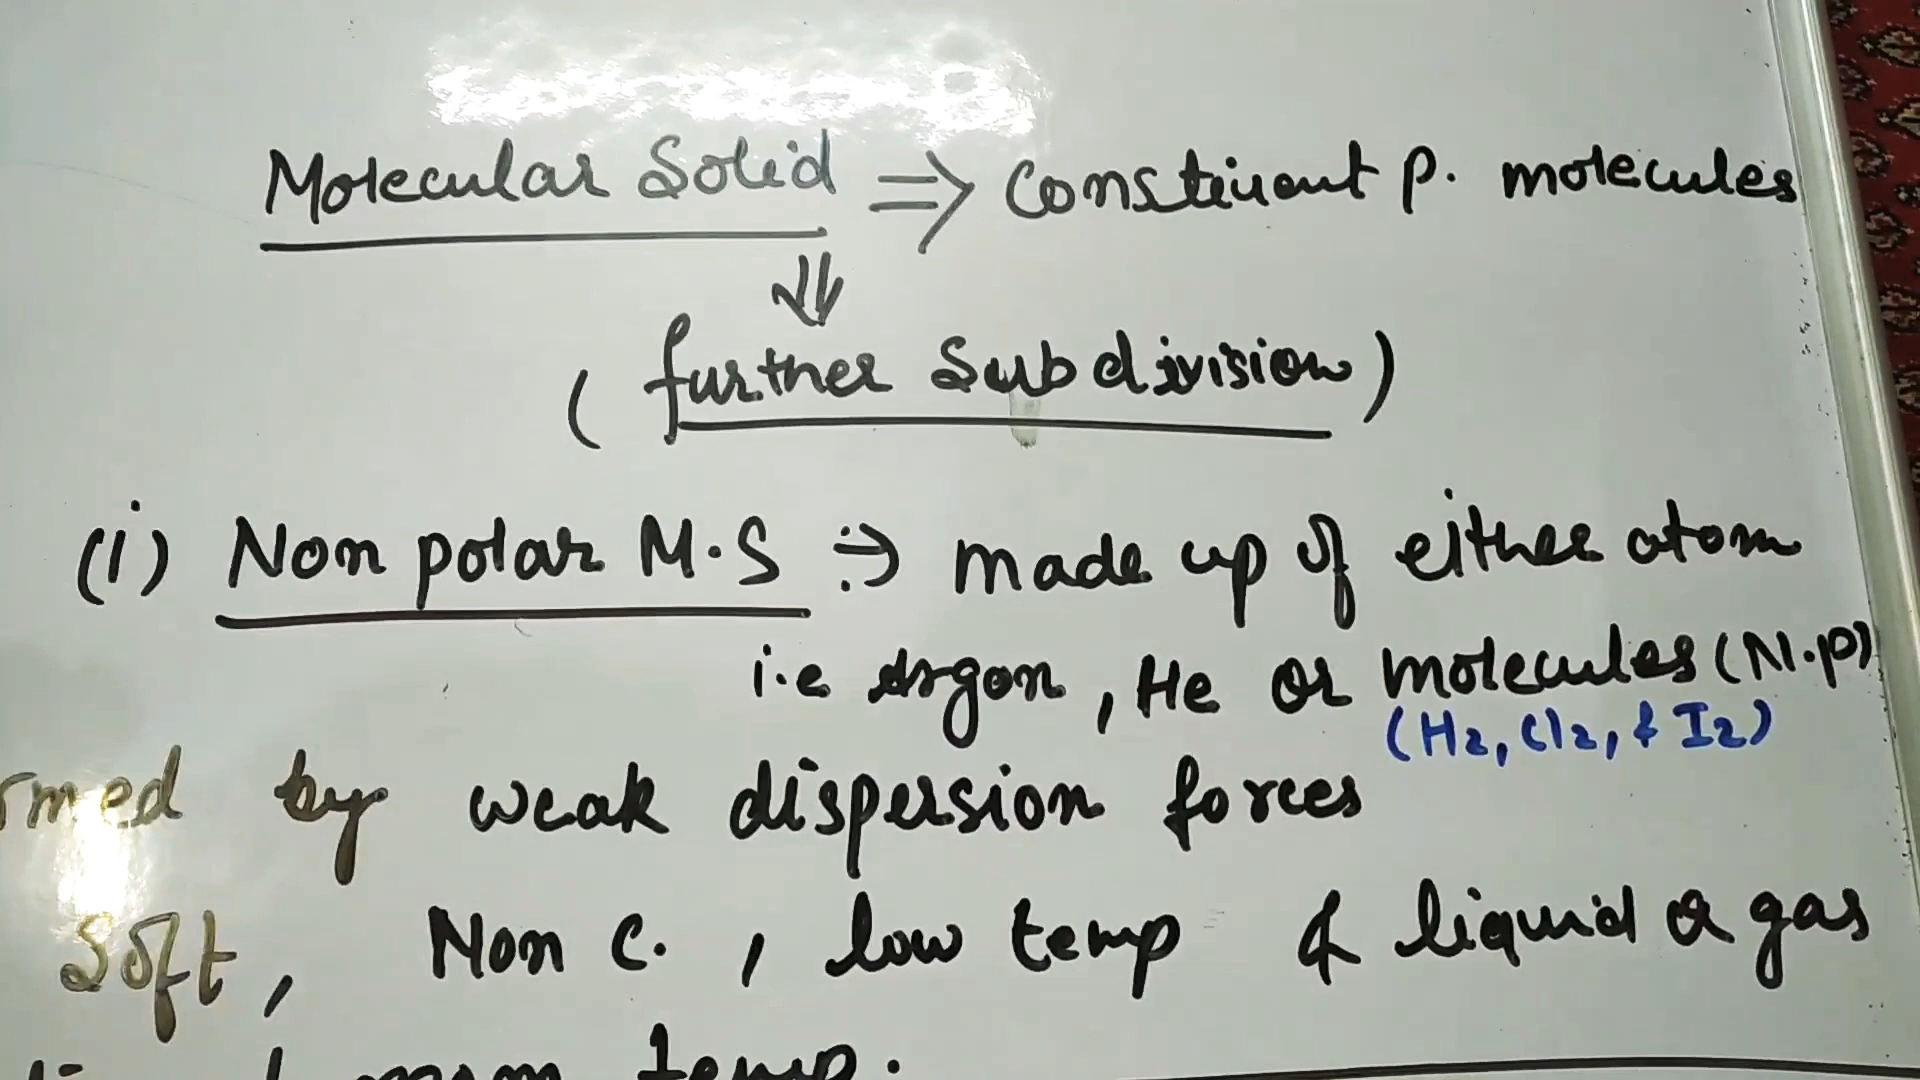 Molecular Solid => Constituent p. molecules
(further Subdivision)
(i) Non polar M.S :-) made up of either atom
i.e Argon, He or molecules (N.p)
(H2, Cl2, & I2)
rmed by weak dispersion forces
Soft, Non C., low temp & liquid or gas
temp.